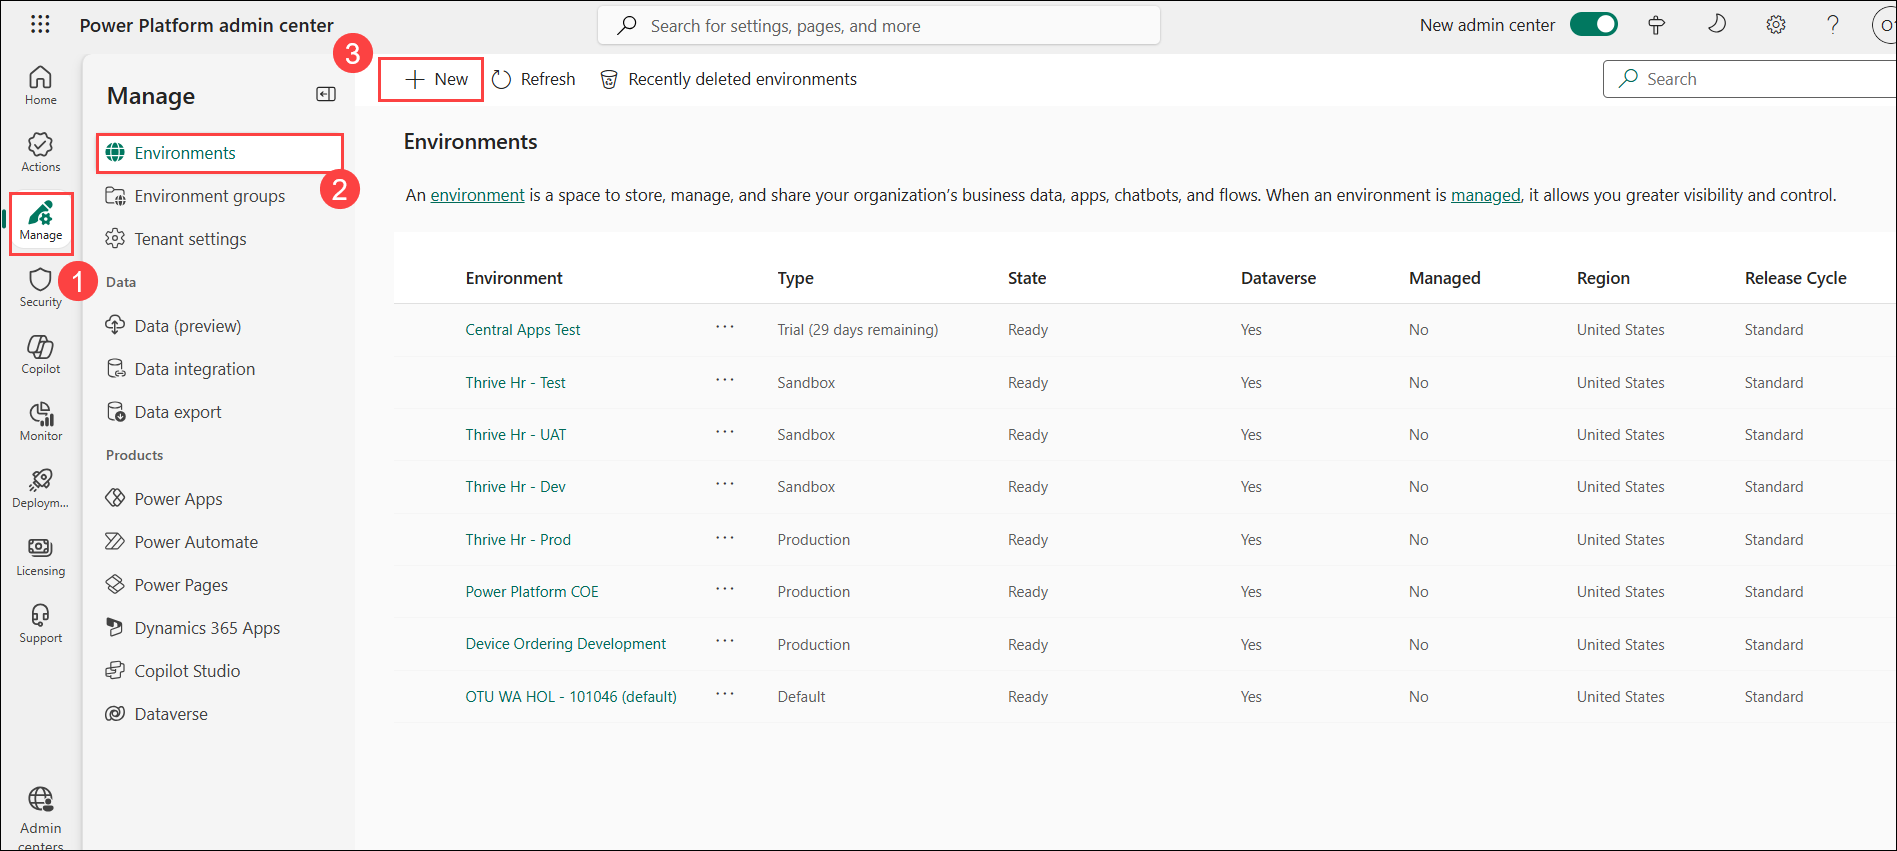 Power Platform admin center
Search for settings, pages, and more
New admin center
Home
Actions
Manage
1
Security
Copilot
Monitor
Deploym...
Licensing
Support
Admin
centers
Manage
Environments
2
Environment groups
Tenant settings
Data
Data (preview)
Data integration
Data export
Products
Power Apps
Power Automate
Power Pages
Dynamics 365 Apps
Copilot Studio
Dataverse
3
New Refresh Recently deleted environments Search
Environments
An environment is a space to store, manage, and share your organization's business data, apps, chatbots, and flows. When an environment is managed, it allows you greater visibility and control.
Environment Type State Dataverse Managed Region Release Cycle
Central Apps Test ... Trial (29 days remaining) Ready Yes No United States Standard
Thrive Hr - Test ... Sandbox Ready Yes No United States Standard
Thrive Hr - UAT ... Sandbox Ready Yes No United States Standard
Thrive Hr - Dev ... Sandbox Ready Yes No United States Standard
Thrive Hr - Prod ... Production Ready Yes No United States Standard
Power Platform COE ... Production Ready Yes No United States Standard
Device Ordering Development ... Production Ready Yes No United States Standard
OTU WA HOL - 101046 (default) ... Default Ready Yes No United States Standard